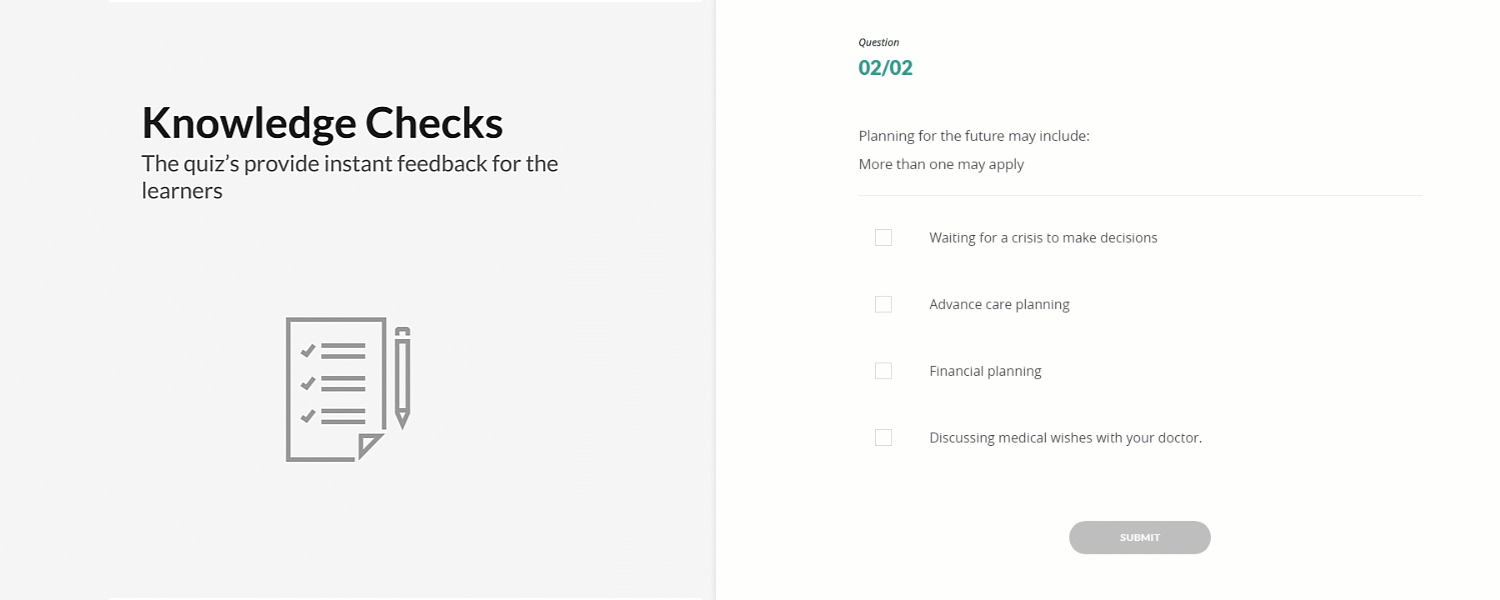 Knowledge Checks
The quiz’s provide instant feedback for the
learners
Question
02/02
Planning for the future may include:
More than one may apply
Waiting for a crisis to make decisions
Advance care planning
Financial planning
Discussing medical wishes with your doctor.
SUBMIT